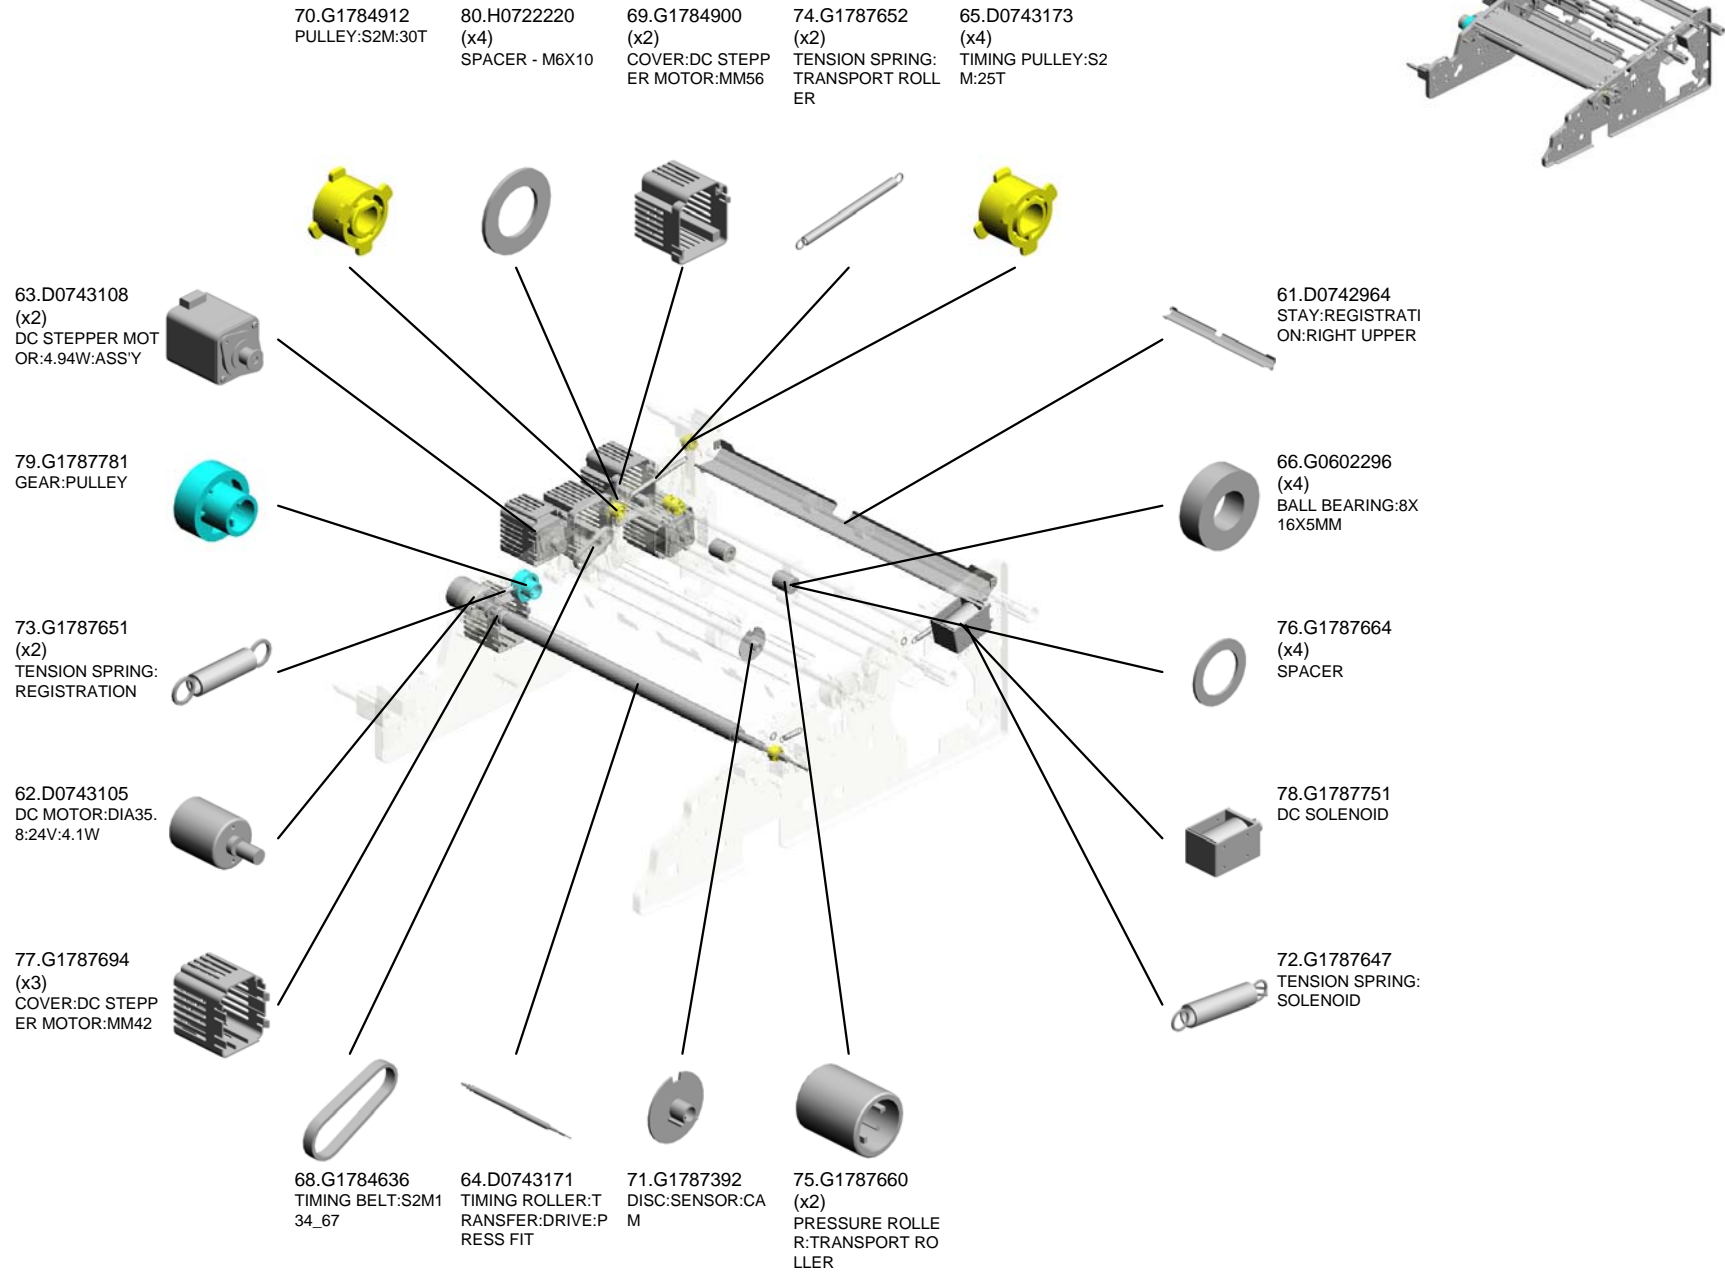 70.G1784912
PULLEY:S2M:30T
80.H0722220
(x4)
SPACER - M6X10
69.G1784900
(x2)
COVER:DC STEPP
ER MOTOR:MM56
74.G1787652
(x2)
TENSION SPRING:
TRANSPORT ROLL
ER
65.D0743173
(x4)
TIMING PULLEY:S2
M:25T
63.D0743108
(x2)
DC STEPPER MOT
OR:4.94W:ASS'Y
61.D0742964
STAY:REGISTRATI
ON:RIGHT UPPER
79.G1787781
GEAR:PULLEY
66.G0602296
(x4)
BALL BEARING:8X
16X5MM
73.G1787651
(x2)
TENSION SPRING:
REGISTRATION
76.G1787664
(x4)
SPACER
62.D0743105
DC MOTOR:DIA35.
8:24V:4.1W
78.G1787751
DC SOLENOID
77.G1787694
(x3)
COVER:DC STEPP
ER MOTOR:MM42
72.G1787647
TENSION SPRING:
SOLENOID
68.G1784636
TIMING BELT:S2M1
34_67
64.D0743171
TIMING ROLLER:T
RANSFER:DRIVE:P
RESS FIT
71.G1787392
DISC:SENSOR:CA
M
75.G1787660
(x2)
PRESSURE ROLLE
R:TRANSPORT RO
LLER